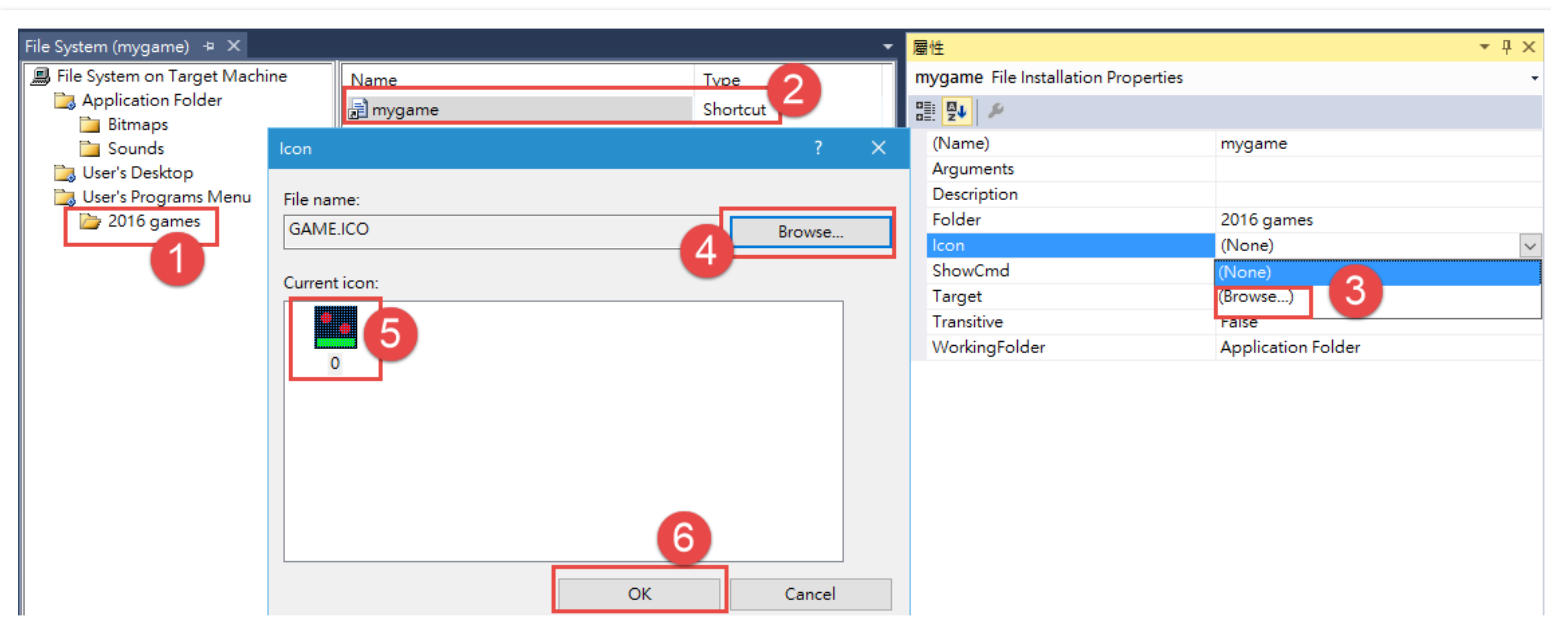 File System (mygame)
File System on Target Machine
Application Folder
Bitmaps
Sounds
User's Desktop
User's Programs Menu
2016 games
1
Name Type
mygame Shortcut
2
Icon ? ×
File name:
GAME.ICO
Browse...
4
Current icon:
0
5
6
OK Cancel
屬性
mygame File Installation Properties
(Name) mygame
Arguments
Description
Folder 2016 games
Icon (None)
ShowCmd (None)
Target (Browse...)
3
Transitive False
WorkingFolder Application Folder